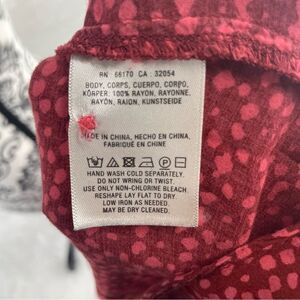 RN 66170 CA 32054
BODY, CORPS, CUERPO, CORPO,
KÖRPER: 100% RAYON, RAYONNE,
RAYÓN, RAION, KUNSTSEIDE
MADE IN CHINA, HECHO EN CHINA,
FABRIQUÉ EN CHINE
HAND WASH COLD SEPARATELY.
DO NOT WRING OR TWIST.
USE ONLY NON-CHLORINE BLEACH.
RESHAPE LAY FLAT TO DRY.
LOW IRON AS NEEDED.
MAY BE DRY CLEANED.